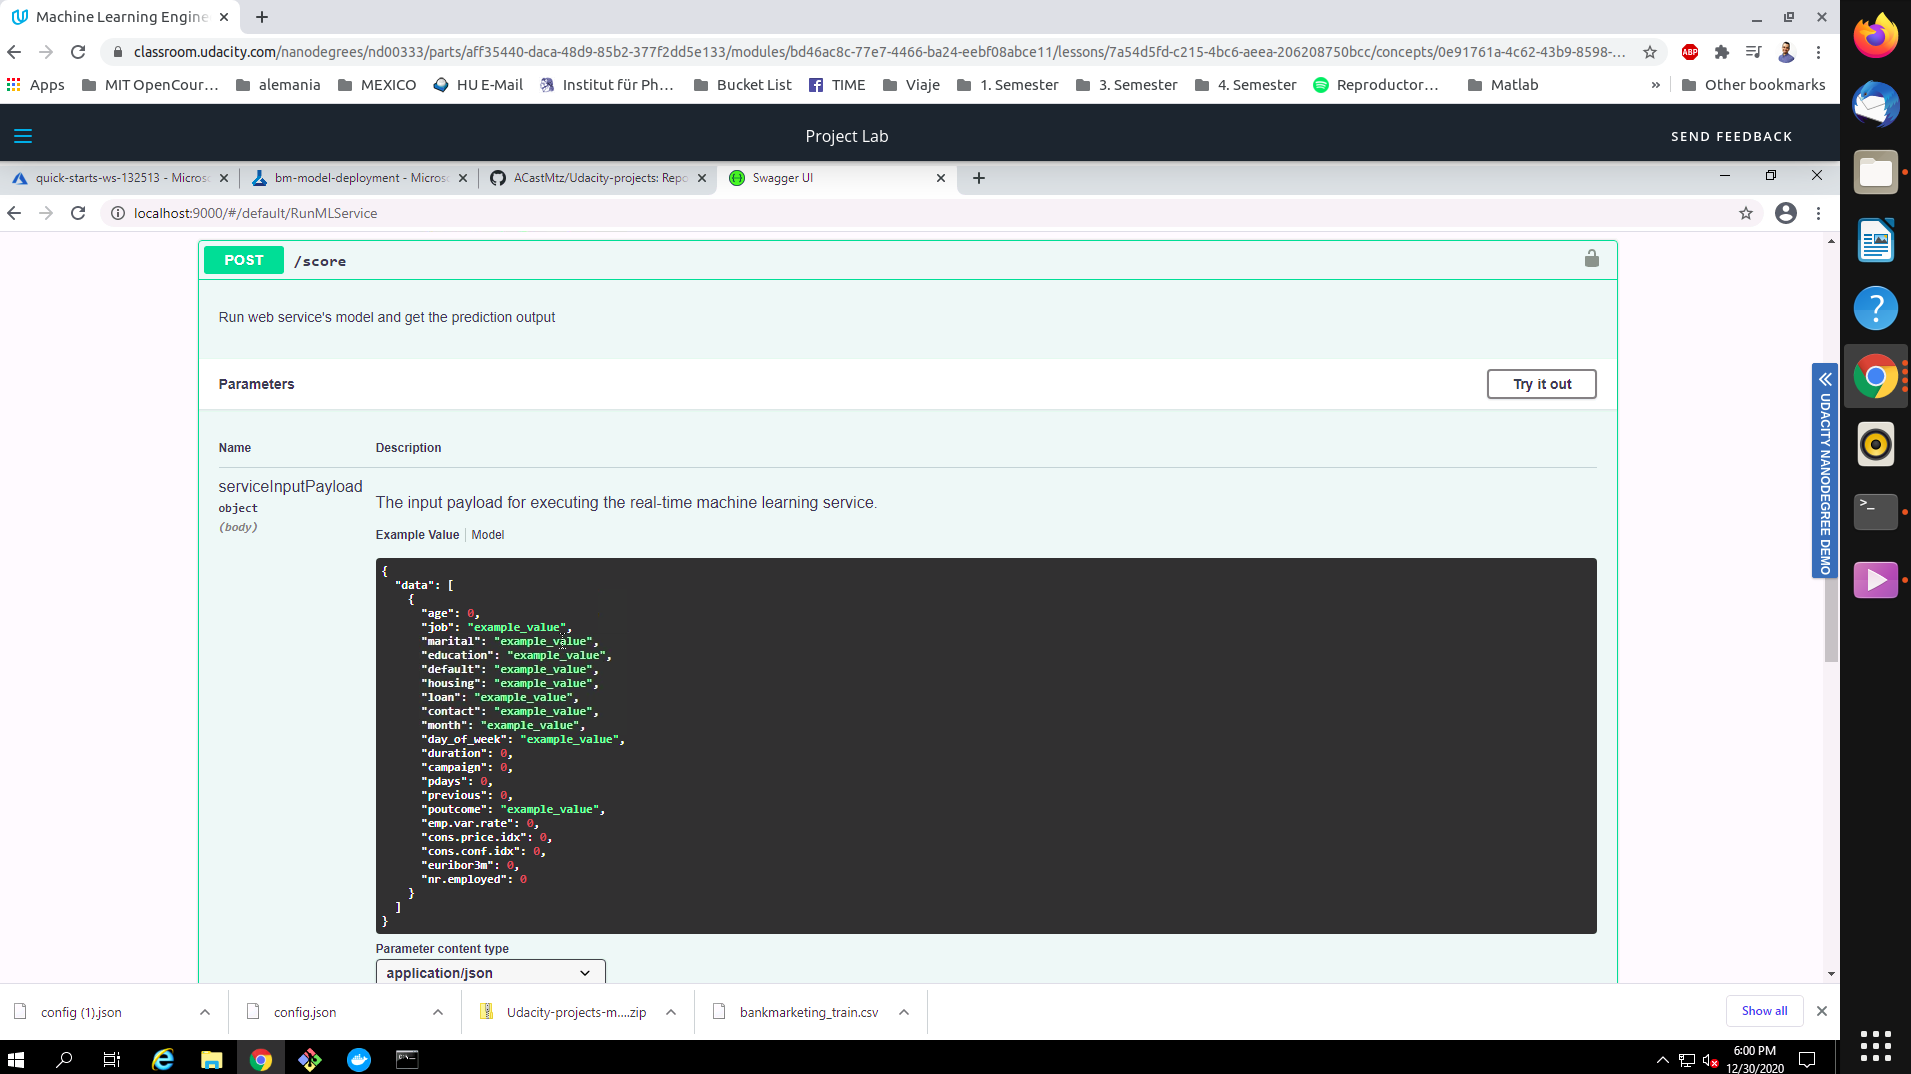 Machine Learning Engine
classroom.udacity.com/nanodegrees/nd00333/parts/aff35440-daca-48d9-85b2-377f2dd5e133/modules/bd46ac8c-77e7-4466-ba24-eebf08abce11/lessons/7a54d5fd-c215-4bc6-aeea-206208750bcc/concepts/0e91761a-4c62-43b9-8598-...
ABP
Apps MIT OpenCour... alemania MEXICO HU E-Mail Institut für Ph... Bucket List TIME Viaje 1. Semester 3. Semester 4. Semester Reproductor... Matlab » Other bookmarks
Project Lab
SEND FEEDBACK
quick-starts-ws-132513 - Microso bm-model-deployment - Microso ACastMtz/Udacity-projects: Repo Swagger UI
localhost:9000/#/default/RunMLService
POST /score
Run web service's model and get the prediction output
Parameters
Try it out
Name Description
serviceInputPayload
object
(body)
The input payload for executing the real-time machine learning service.
Example Value | Model
{
"data": [
{
"age": 0,
"job": "example_value",
"marital": "example_value",
"education": "example_value",
"default": "example_value",
"housing": "example_value",
"loan": "example_value",
"contact": "example_value",
"month": "example_value",
"day_of_week": "example_value",
"duration": 0,
"campaign": 0,
"pdays": 0,
"previous": 0,
"poutcome": "example_value",
"emp.var.rate": 0,
"cons.price.idx": 0,
"cons.conf.idx": 0,
"euribor3m": 0,
"nr.employed": 0
}
]
}
Parameter content type
application/json
UDACITY NANODEGREE DEMO
config (1).json config.json Udacity-projects-m....zip bankmarketing_train.csv Show all
6:00 PM
12/30/2020